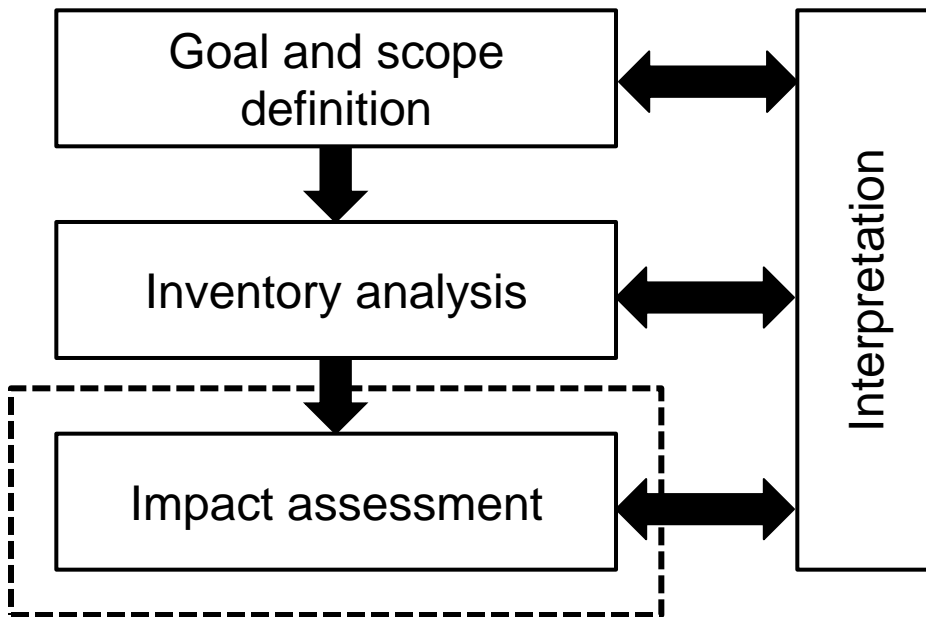 Goal and scope
definition
Inventory analysis
Impact assessment
Interpretation